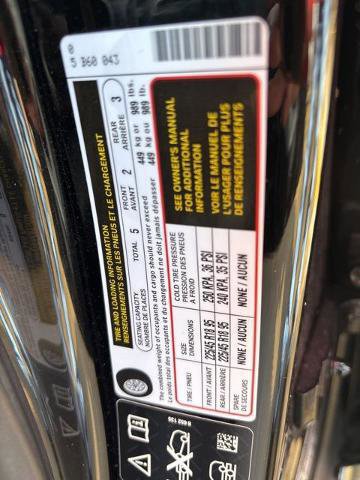 0
5 B60 043
TIRE AND LOADING INFORMATION
RENSEIGNEMENTS SUR LES PNEUS ET LE CHARGEMENT
SEATING CAPACITY
NOMBRE DE PLACES
TOTAL 5
FRONT
AVANT 2
REAR
ARRIÈRE 3
The combined weight of occupants and cargo should never exceed 449 kg or 989 lbs.
Le poids total des occupants et du chargement ne doit jamais dépasser 449 kg ou 989 lb.
TIRE / PNEU
SIZE
DIMENSIONS
COLD TIRE PRESSURE
PRESSION DES PNEUS
A FROID
FRONT / AVANT 225/45 R18 95 250 KPA, 36 PSI
REAR / ARRIÈRE 225/45 R18 95 240 KPA, 35 PSI
SPARE
DE SECOURS
NONE / AUCUN NONE / AUCUN
SEE OWNER'S MANUAL
FOR ADDITIONAL
INFORMATION
VOIR LE MANUEL DE
L'USAGER POUR PLUS
DE RENSEIGNEMENTS